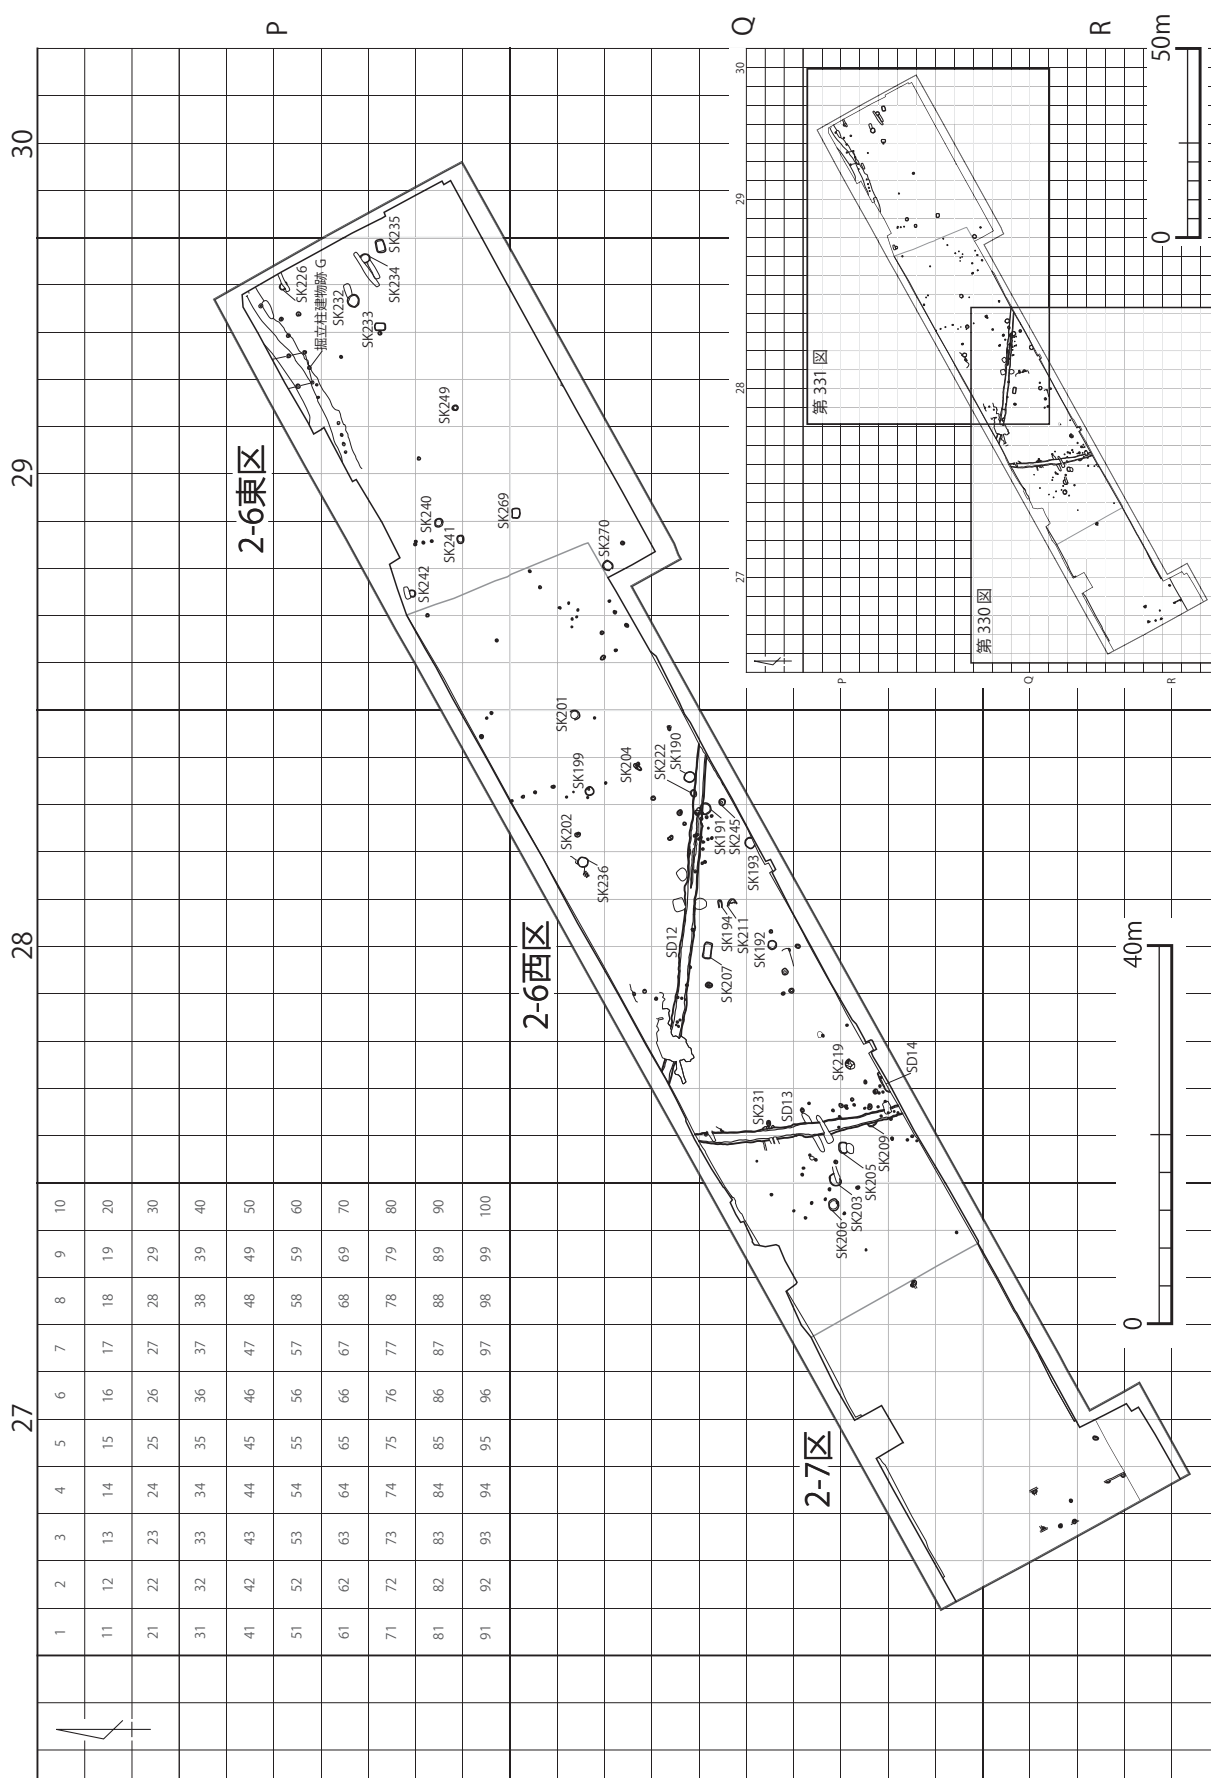 P
Q
R
27
28
29
30
1 2 3 4 5 6 7 8 9 10
11 12 13 14 15 16 17 18 19 20
21 22 23 24 25 26 27 28 29 30
31 32 33 34 35 36 37 38 39 40
41 42 43 44 45 46 47 48 49 50
51 52 53 54 55 56 57 58 59 60
61 62 63 64 65 66 67 68 69 70
71 72 73 74 75 76 77 78 79 80
81 82 83 84 85 86 87 88 89 90
91 92 93 94 95 96 97 98 99 100
2-6東区
SK226
掘立柱建物跡 G
SK232
SK233
SK234
SK235
SK249
SK240
SK241
SK242
SK269
SK270
2-6西区
SK201
SK199
SK204
SK202
SK236
SK222
SK190
SK191
SK245
SK193
SD12
SK194
SK211
SK207
SK192
SK219
SD14
SK231
SD13
SK209
SK205
SK203
SK206
2-7区
0
40m
27
28
29
30
P
Q
R
第 331 図
第 330 図
0
50m